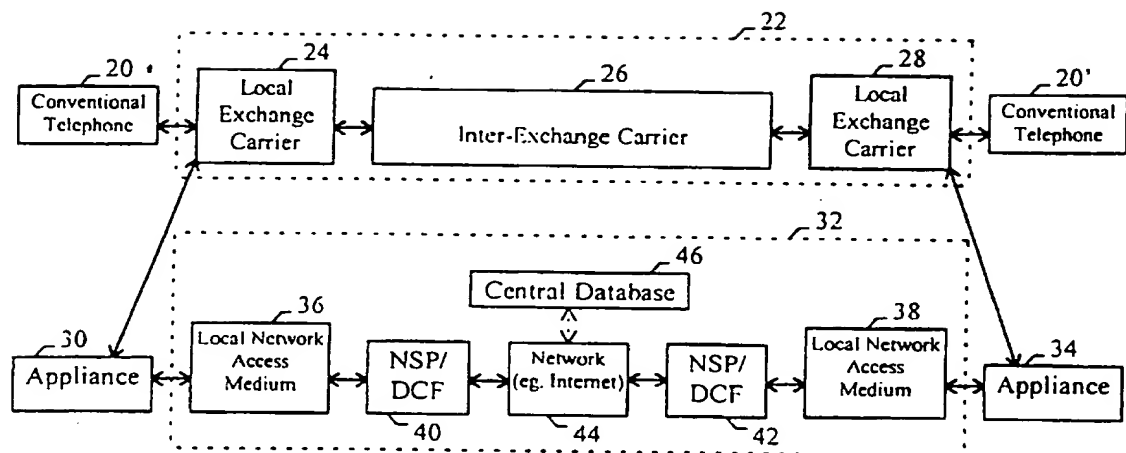 22
20
Conventional
Telephone
24
Local
Exchange
Carrier
26
Inter-Exchange Carrier
28
Local
Exchange
Carrier
20'
Conventional
Telephone
32
46
Central Database
30
Appliance
36
Local Network
Access
Medium
NSP/
DCF
40
Network
(eg. Internet)
44
NSP/
DCF
42
38
Local Network
Access
Medium
34
Appliance